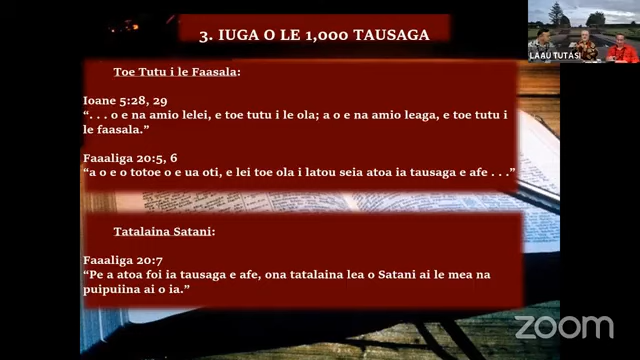 3. IUGA O LE 1,000 TAUSAGA
LAAU TUTASI
Toe Tutu i le Faasala:
Ioane 5:28, 29
“. . . o e na amio lelei, e toe tutu i le ola; a o e na amio leaga, e toe tutu i
le faasala.”
Faaaliga 20:5, 6
“a o e o totoe o e ua oti, e lei toe ola i latou seia atoa ia tausaga e afe . . .”
Tatalaina Satani:
Faaaliga 20:7
“Pe a atoa foi ia tausaga e afe, ona tatalaina lea o Satani ai le mea na
puipuiina ai o ia.”
zoom